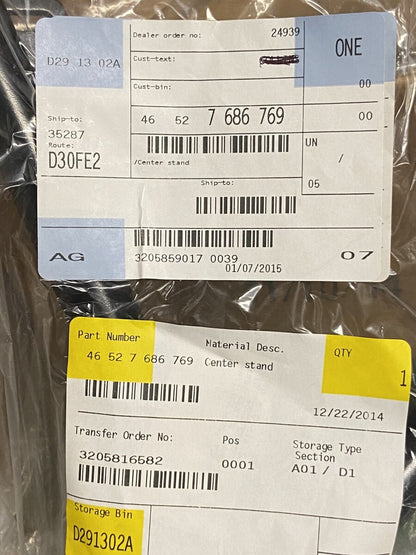 Dealer order no: 24939
D29 13 02A
Cust-text:
ONE
Cust-bin:
00
Ship-to:
35287
46 52 7 686 769
00
Route:
D30FE2
/Center stand
UN
/
05
Ship-to:
AG
3205859017 0039
01/07/2015
07
Part Number
46 52 7 686 769
Material Desc.
Center stand
QTY
1
12/22/2014
Transfer Order No:
3205816582
Pos
0001
Storage Type
Section
A01 / D1
Storage Bin
D291302A